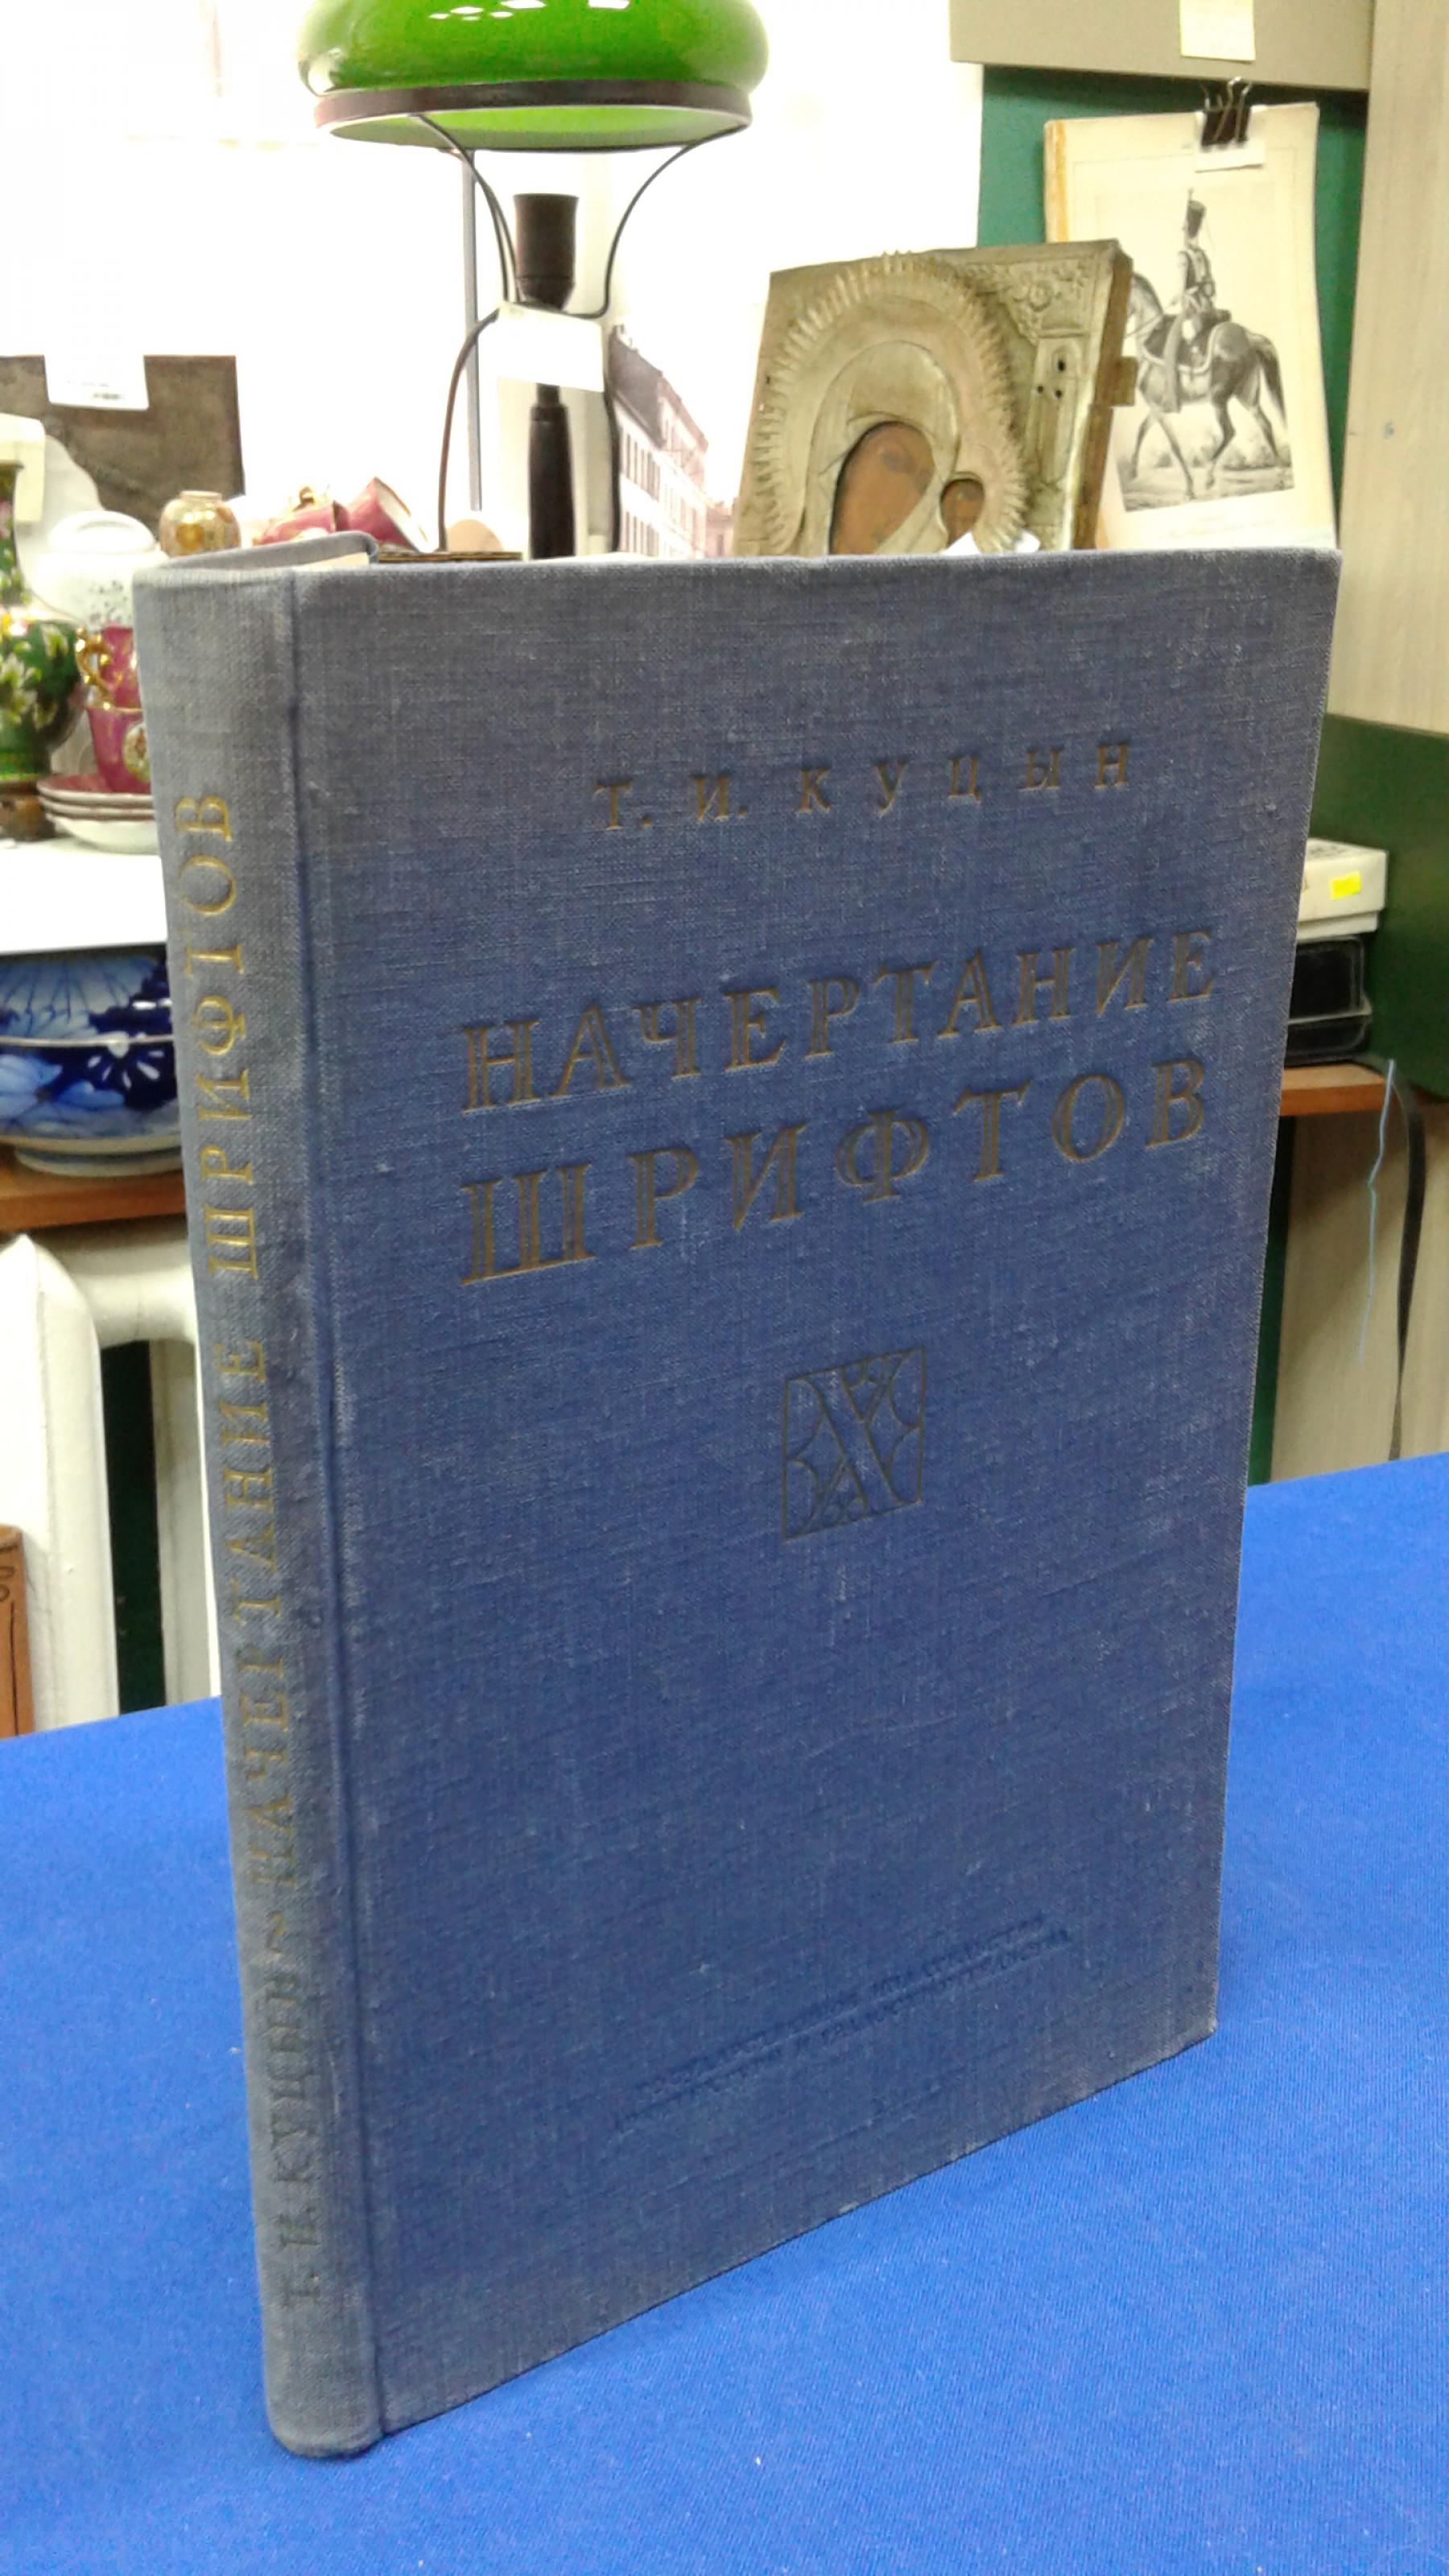 Т. И. КУЦЫН
НАЧЕРТАНИЕ
ШРИФТОВ
Т. И. КУЦЫН НАЧЕРТАНИЕ ШРИФТОВ